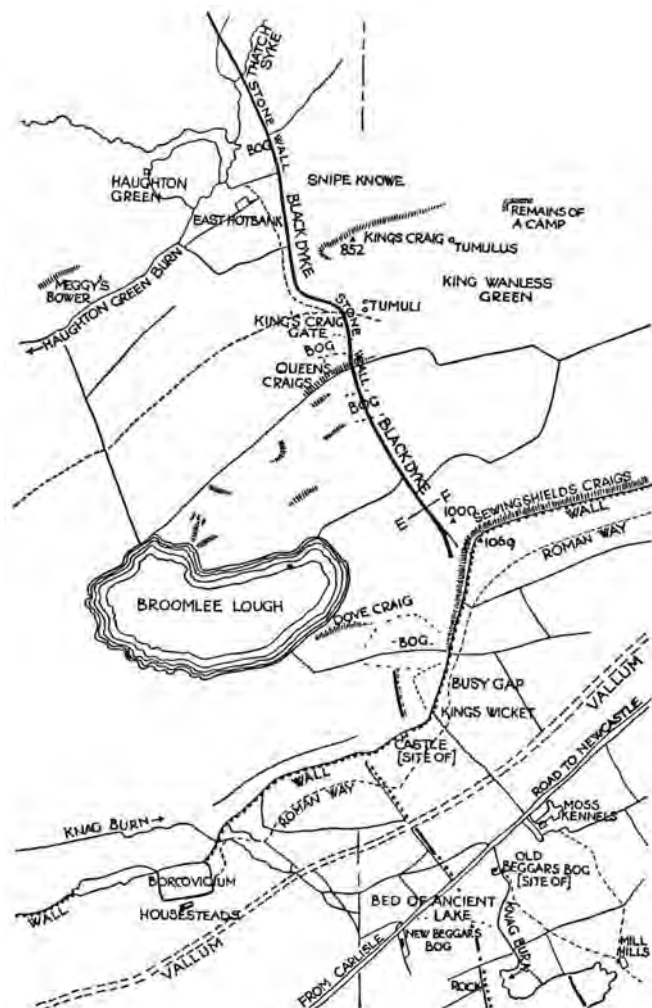 THATCH
SYKE
STONE WALL
BOG
HAUGHTON
GREEN
SNIPE KNOWE
EAST HOTBANK
BLACK DYKE
REMAINS OF
A CAMP
852
KINGS CRAIG
TUMULUS
MEGGY'S
BOWER
HAUGHTON GREEN BURN
KING WANLESS
GREEN
STONE WALL
TUMULI
KING'S CRAIG
GATE
BOG
QUEENS
CRAIGS
BOG
BLACK DYKE
E
F
1000
SEWINGSHIELDS CRAIGS
WALL
1069
ROMAN WAY
BROOMLEE LOUGH
DOVE CRAIG
BOG
BUSY GAP
KINGS WICKET
VALLUM
CASTLE
[SITE OF]
WALL
ROMAN WAY
ROAD TO NEWCASTLE
KNAG BURN →
MOSS
KENNELS
BORCOVICIUM
OLD
BEGGARS BOG
[SITE OF]
HOUSESTEADS
WALL
BED OF ANCIENT
LAKE
NEW BEGGARS
BOG
KNAG BURN
VALLUM
FROM CARLISLE
MILL
HILLS
ROCK